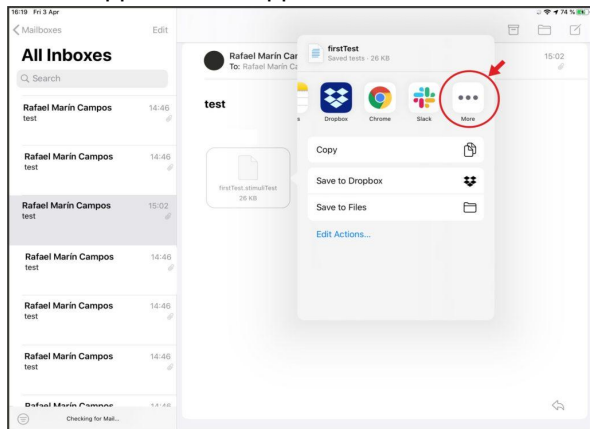 16:19 Fri 3 Apr
74 %
Mailboxes
Edit
All Inboxes
Search
Rafael Marín Campos 14:46
test
Rafael Marín Campos 14:46
test
Rafael Marín Campos 15:02
test
Rafael Marín Campos 14:46
test
Rafael Marín Campos 14:46
test
Rafael Marín Campos 14:46
test
Rafael Marín Campos 14:46
Checking for Mail...
Rafael Marín Car
15:02
To: Rafael Marín Ca
test
firstTest.stimuliTest
26 KB
firstTest
Saved tests · 26 KB
s
Dropbox
Chrome
Slack
More
Copy
Save to Dropbox
Save to Files
Edit Actions...